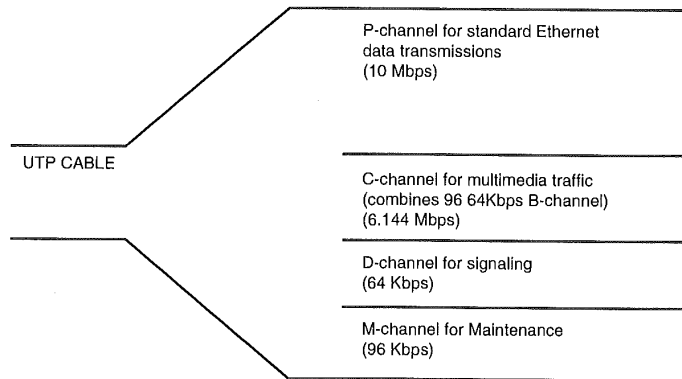 P-channel for standard Ethernet
data transmissions
(10 Mbps)
UTP CABLE
C-channel for multimedia traffic
(combines 96 64Kbps B-channel)
(6.144 Mbps)
D-channel for signaling
(64 Kbps)
M-channel for Maintenance
(96 Kbps)